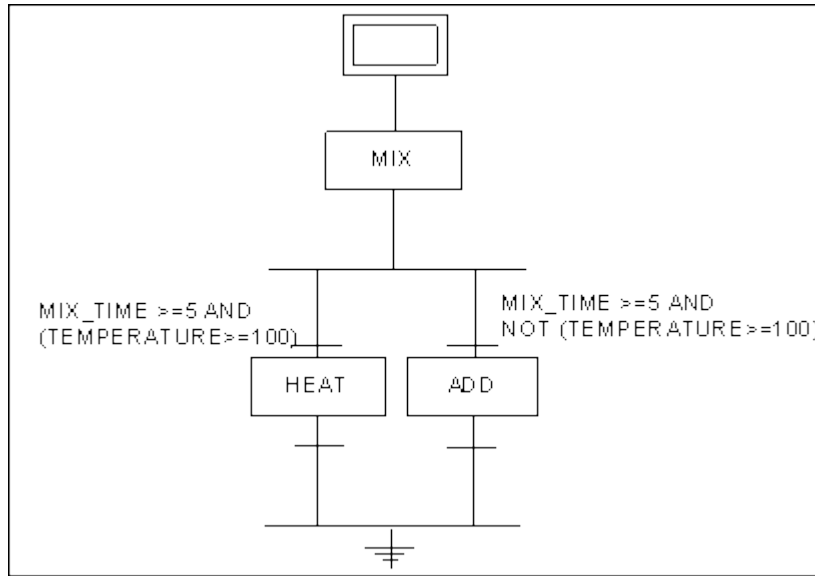 MIX
MIX_TIME >=5 AND
(TEMPERATURE>=100)
MIX_TIME >=5 AND
NOT (TEMPERATURE>=100)
HEAT
ADD